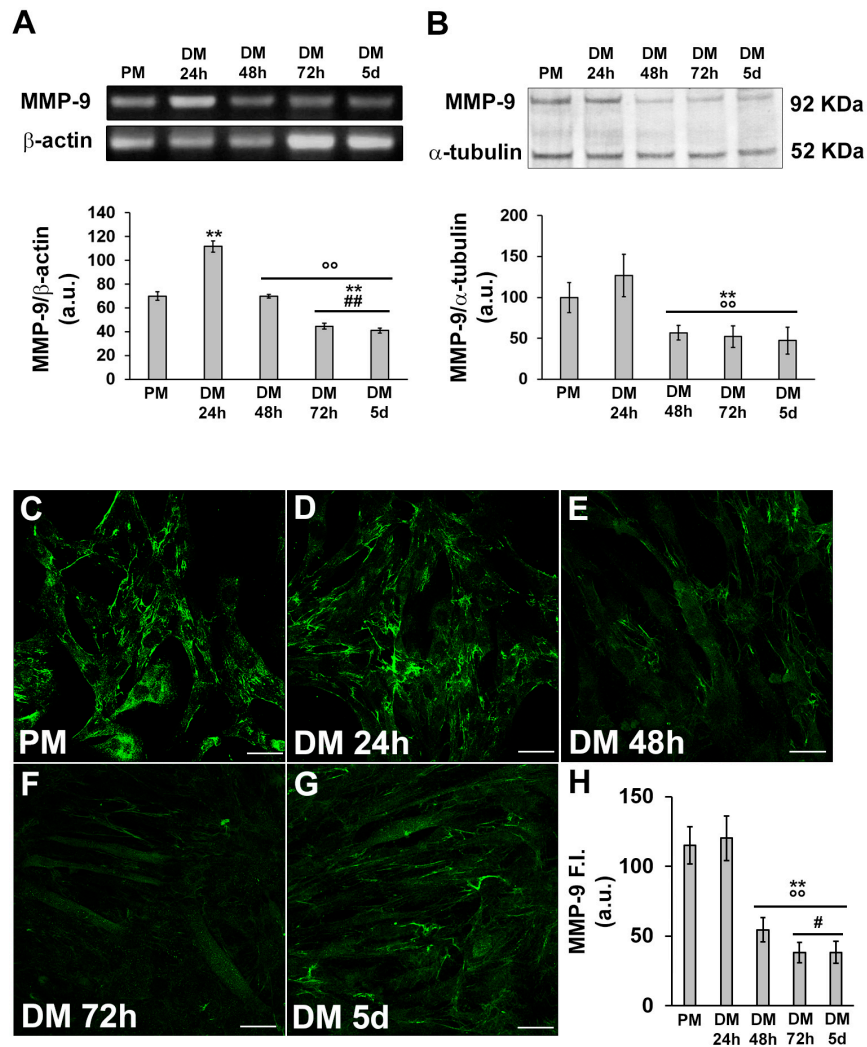 A
DM DM DM DM
PM 24h 48h 72h 5d
MMP-9
β-actin
MMP-9/β-actin
(a.u.)
140
120
100
80
60
40
20
0
**
°°
**
##
PM DM DM DM DM
24h 48h 72h 5d
B
DM DM DM DM
PM 24h 48h 72h 5d
MMP-9 92 KDa
α-tubulin 52 KDa
MMP-9/α-tubulin
(a.u.)
200
150
100
50
0
**
°°
PM DM DM DM DM
24h 48h 72h 5d
C
PM
D
DM 24h
E
DM 48h
F
DM 72h
G
DM 5d
H
MMP-9 F.I.
(a.u.)
150
100
50
0
**
°°
#
PM DM DM DM DM
24h 48h 72h 5d